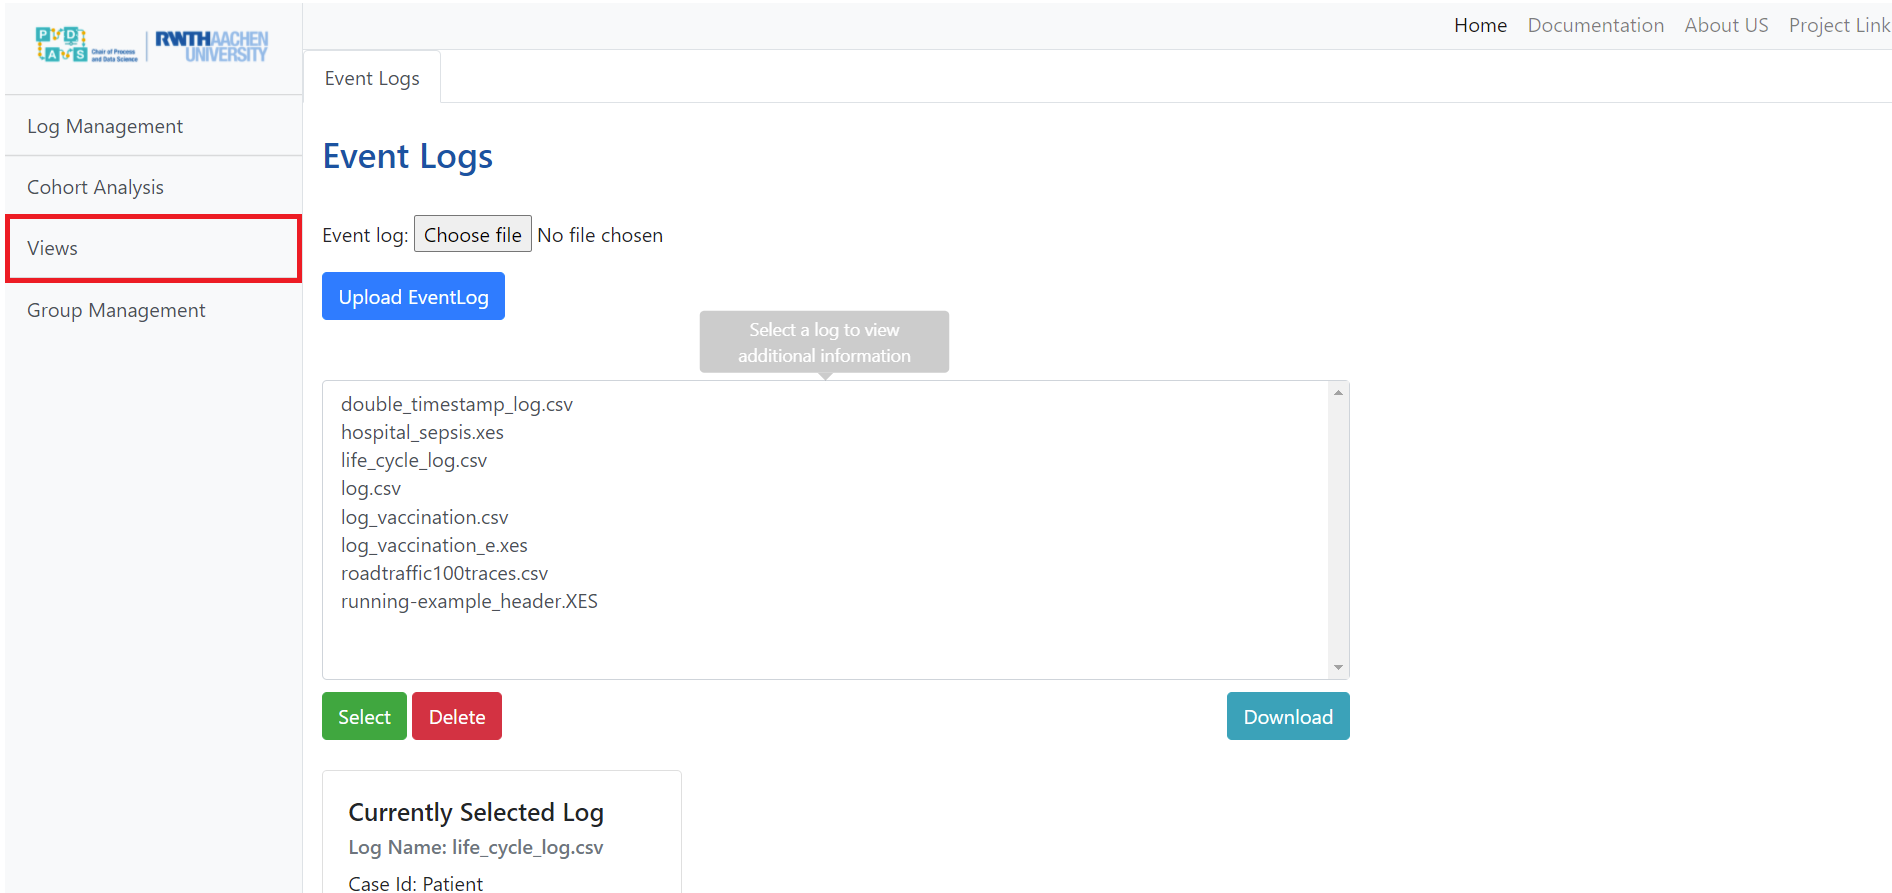 P D
A S
Chair of Process
and Data Science
RWTHAACHEN
UNIVERSITY
Home Documentation About US Project Link
Event Logs
Log Management
Cohort Analysis
Views
Group Management
Event Logs
Event log: Choose file No file chosen
Upload EventLog
Select a log to view
additional information
double_timestamp_log.csv
hospital_sepsis.xes
life_cycle_log.csv
log.csv
log_vaccination.csv
log_vaccination_e.xes
roadtraffic100traces.csv
running-example_header.XES
Select Delete Download
Currently Selected Log
Log Name: life_cycle_log.csv
Case Id: Patient